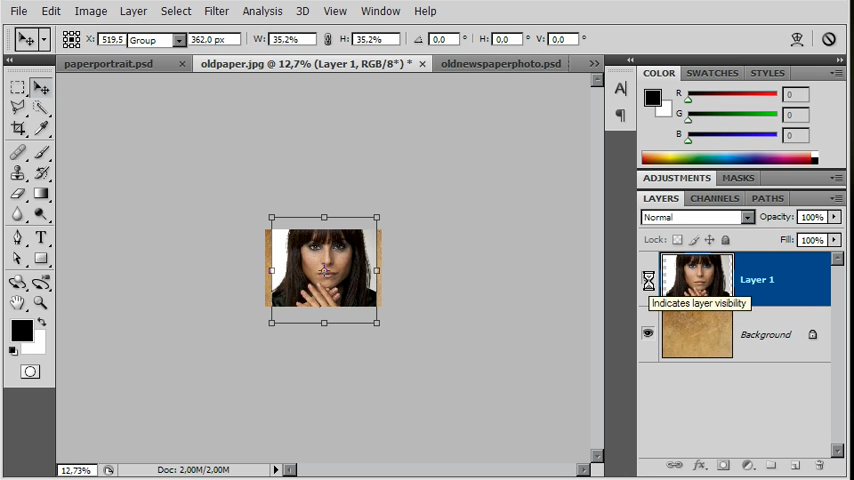 File Edit Image Layer Select Filter Analysis 3D View Window Help
X: 519,5 Group 362,0 px W: 35,2% H: 35,2% 0,0 ° H: 0,0 ° V: 0,0 °
paperportrait.psd × oldpaper.jpg @ 12,7% (Layer 1, RGB/8*) * × oldnewspaperphoto.psd
COLOR SWATCHES STYLES
R 0
G 0
B 0
ADJUSTMENTS MASKS
LAYERS CHANNELS PATHS
Normal Opacity: 100%
Lock: Fill: 100%
Layer 1
Indicates layer visibility
Background
12,73% Doc: 2,00M/2,00M